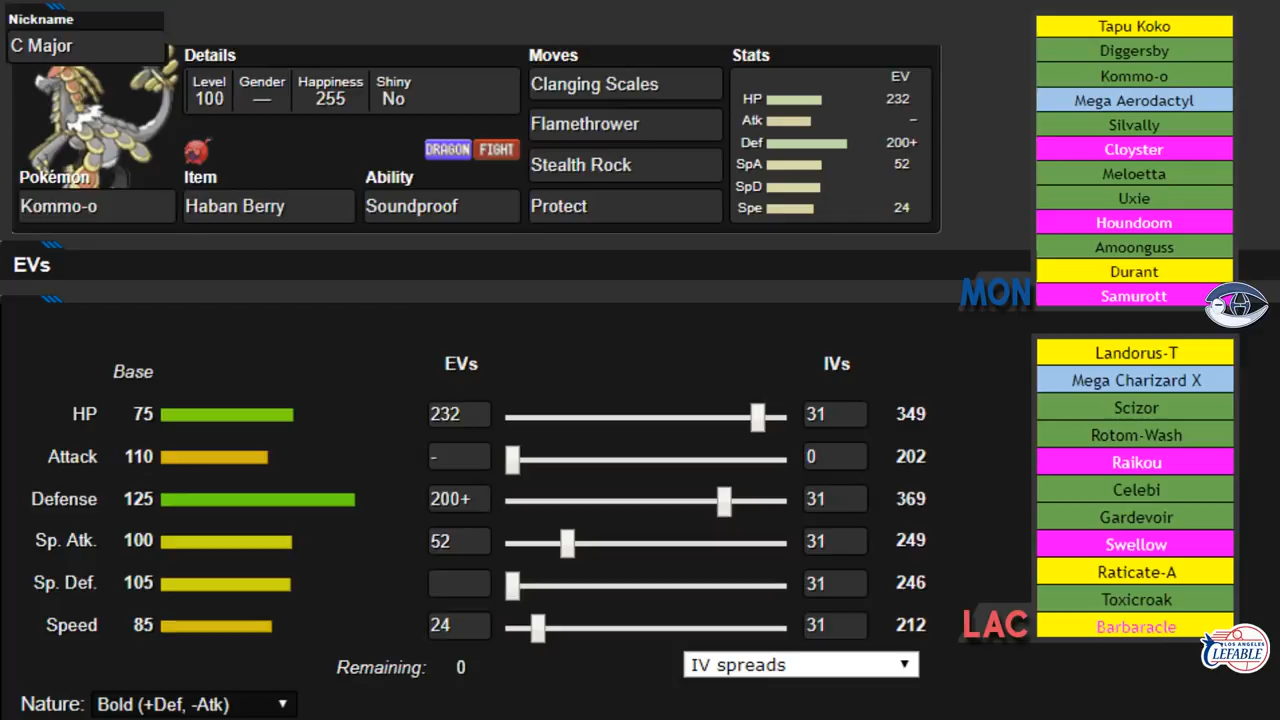 Nickname
C Major
Details
Level Gender Happiness Shiny
100 — 255 No
DRAGON FIGHT
Pokémon Item Ability
Kommo-o Haban Berry Soundproof
Moves
Clanging Scales
Flamethrower
Stealth Rock
Protect
Stats
EV
HP 232
Atk –
Def 200+
SpA 52
SpD
Spe 24
EVs
Base EVs IVs
HP 75 232 31 349
Attack 110 - 0 202
Defense 125 200+ 31 369
Sp. Atk. 100 52 31 249
Sp. Def. 105 31 246
Speed 85 24 31 212
Remaining: 0
IV spreads
Nature: Bold (+Def, -Atk)
Tapu Koko
Diggersby
Kommo-o
Mega Aerodactyl
Silvally
Cloyster
Meloetta
Uxie
Houndoom
Amoonguss
Durant
Samurott
MON
Landorus-T
Mega Charizard X
Scizor
Rotom-Wash
Raikou
Celebi
Gardevoir
Swellow
Raticate-A
Toxicroak
Barbaracle
LAC
LOS ANGELES
CLEFABLE